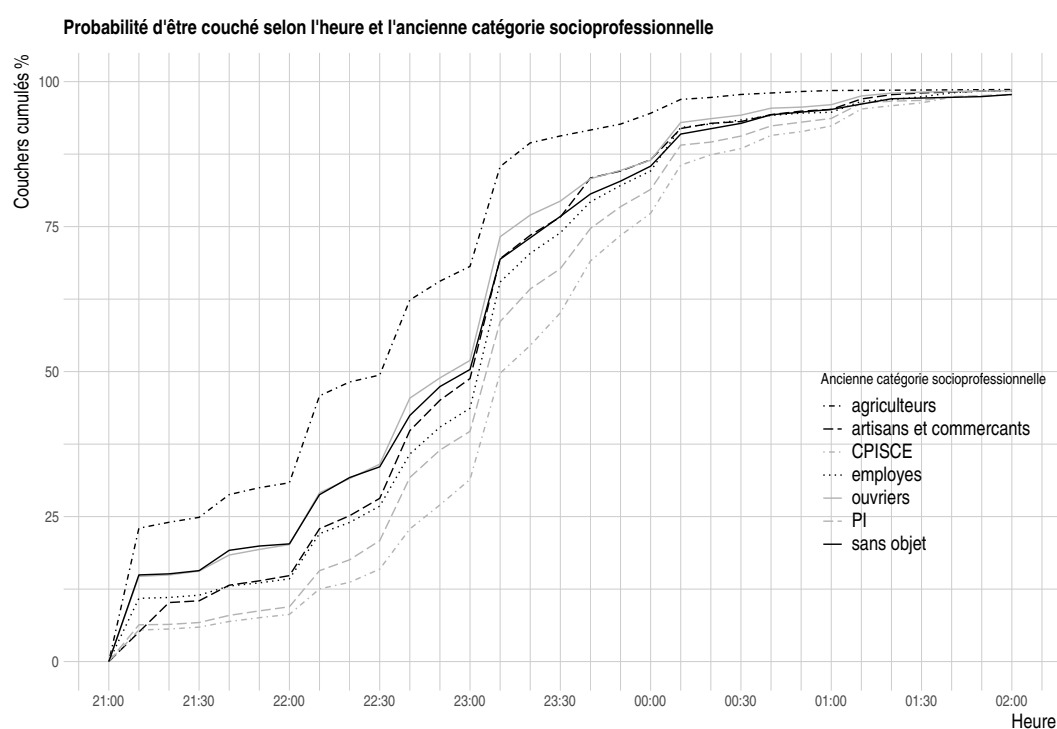 Probabilité d'être couché selon l'heure et l'ancienne catégorie socioprofessionnelle
Couchers cumulés %
100
75
50
25
0
Ancienne catégorie socioprofessionnelle
agriculteurs
artisans et commercants
CPISCE
employes
ouvriers
PI
sans objet
21:00 21:30 22:00 22:30 23:00 23:30 00:00 00:30 01:00 01:30 02:00
Heure